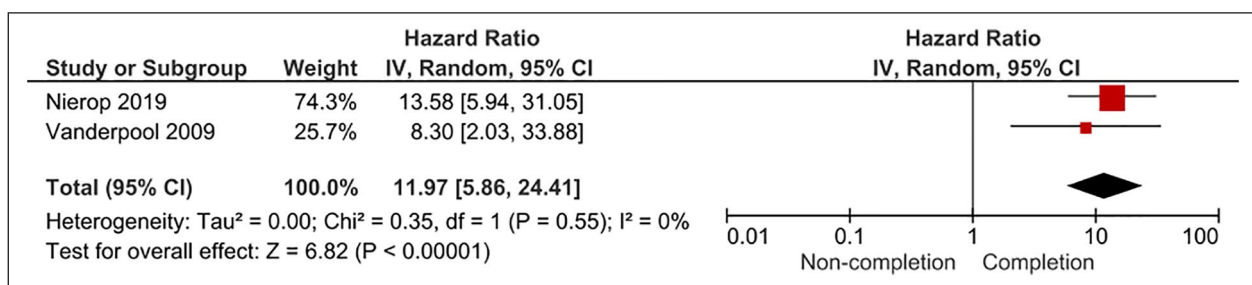 Hazard Ratio Hazard Ratio
Study or Subgroup Weight IV, Random, 95% CI IV, Random, 95% CI
Nierop 2019 74.3% 13.58 [5.94, 31.05]
Vanderpool 2009 25.7% 8.30 [2.03, 33.88]
Total (95% CI) 100.0% 11.97 [5.86, 24.41]
Heterogeneity: Tau² = 0.00; Chi² = 0.35, df = 1 (P = 0.55); I² = 0%
Test for overall effect: Z = 6.82 (P < 0.00001)
0.01 0.1 1 10 100
Non-completion Completion